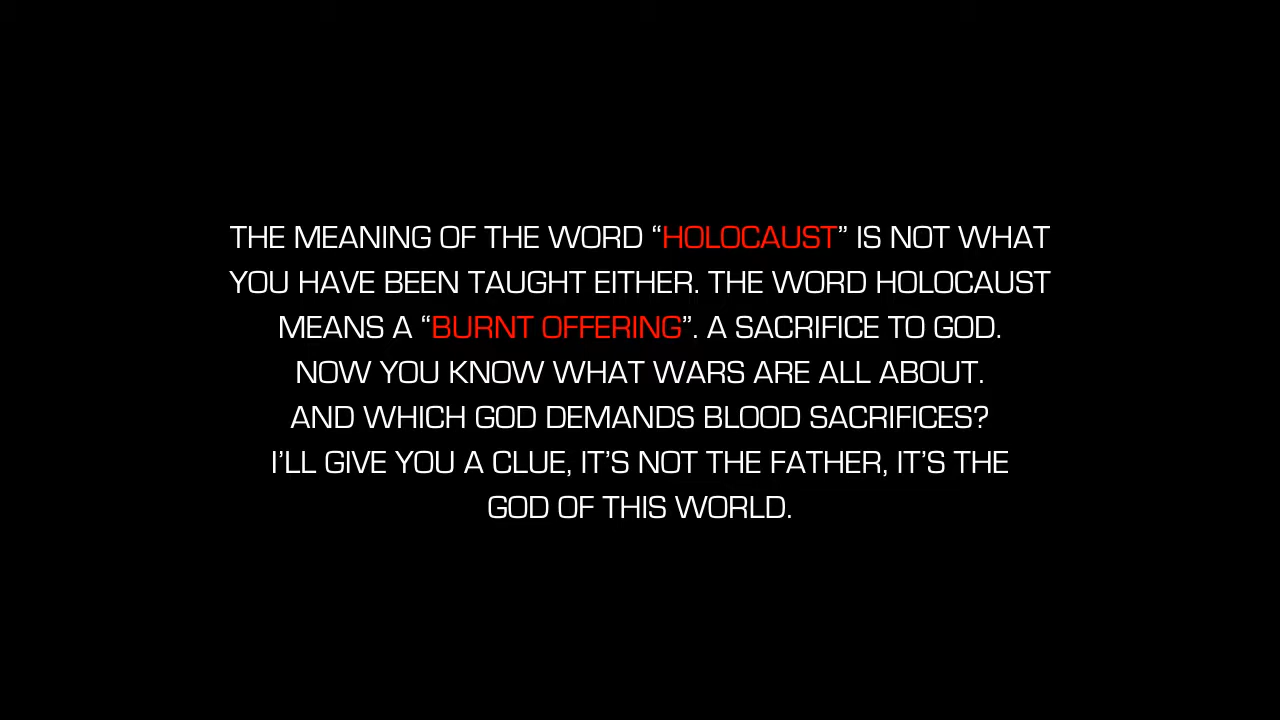 THE MEANING OF THE WORD “HOLOCAUST” IS NOT WHAT
YOU HAVE BEEN TAUGHT EITHER. THE WORD HOLOCAUST
MEANS A “BURNT OFFERING”. A SACRIFICE TO GOD.
NOW YOU KNOW WHAT WARS ARE ALL ABOUT.
AND WHICH GOD DEMANDS BLOOD SACRIFICES?
I’LL GIVE YOU A CLUE, IT’S NOT THE FATHER, IT’S THE
GOD OF THIS WORLD.